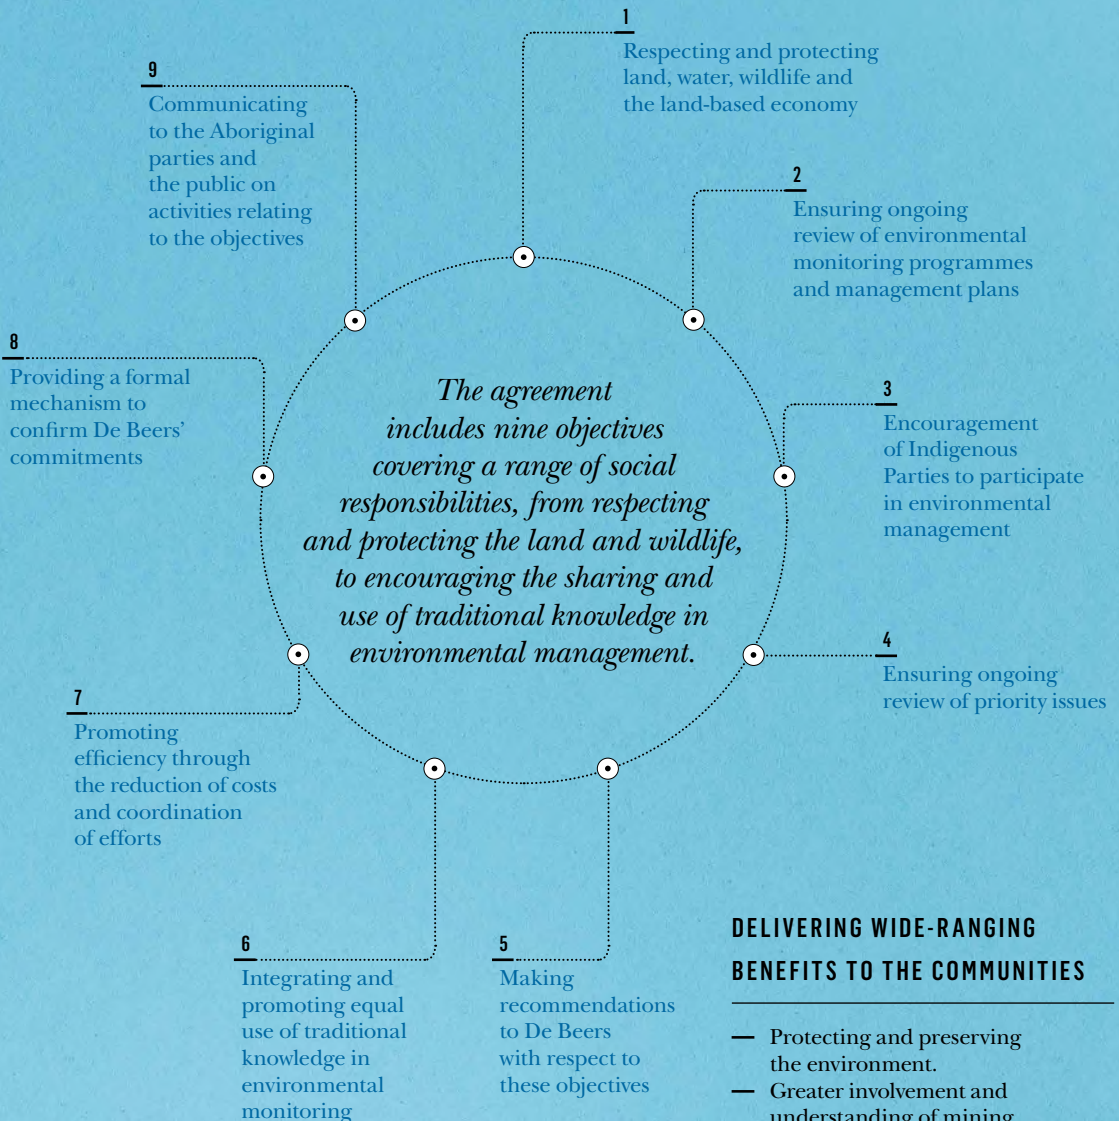 1
Respecting and protecting
land, water, wildlife and
the land-based economy
2
Ensuring ongoing
review of environmental
monitoring programmes
and management plans
3
Encouragement
of Indigenous
Parties to participate
in environmental
management
4
Ensuring ongoing
review of priority issues
5
Making
recommendations
to De Beers
with respect to
these objectives
6
Integrating and
promoting equal
use of traditional
knowledge in
environmental
monitoring
7
Promoting
efficiency through
the reduction of costs
and coordination
of efforts
8
Providing a formal
mechanism to
confirm De Beers’
commitments
9
Communicating
to the Aboriginal
parties and
the public on
activities relating
to the objectives
The agreement
includes nine objectives
covering a range of social
responsibilities, from respecting
and protecting the land and wildlife,
to encouraging the sharing and
use of traditional knowledge in
environmental management.
DELIVERING WIDE-RANGING
BENEFITS TO THE COMMUNITIES
— Protecting and preserving
the environment.
— Greater involvement and
understanding of mining